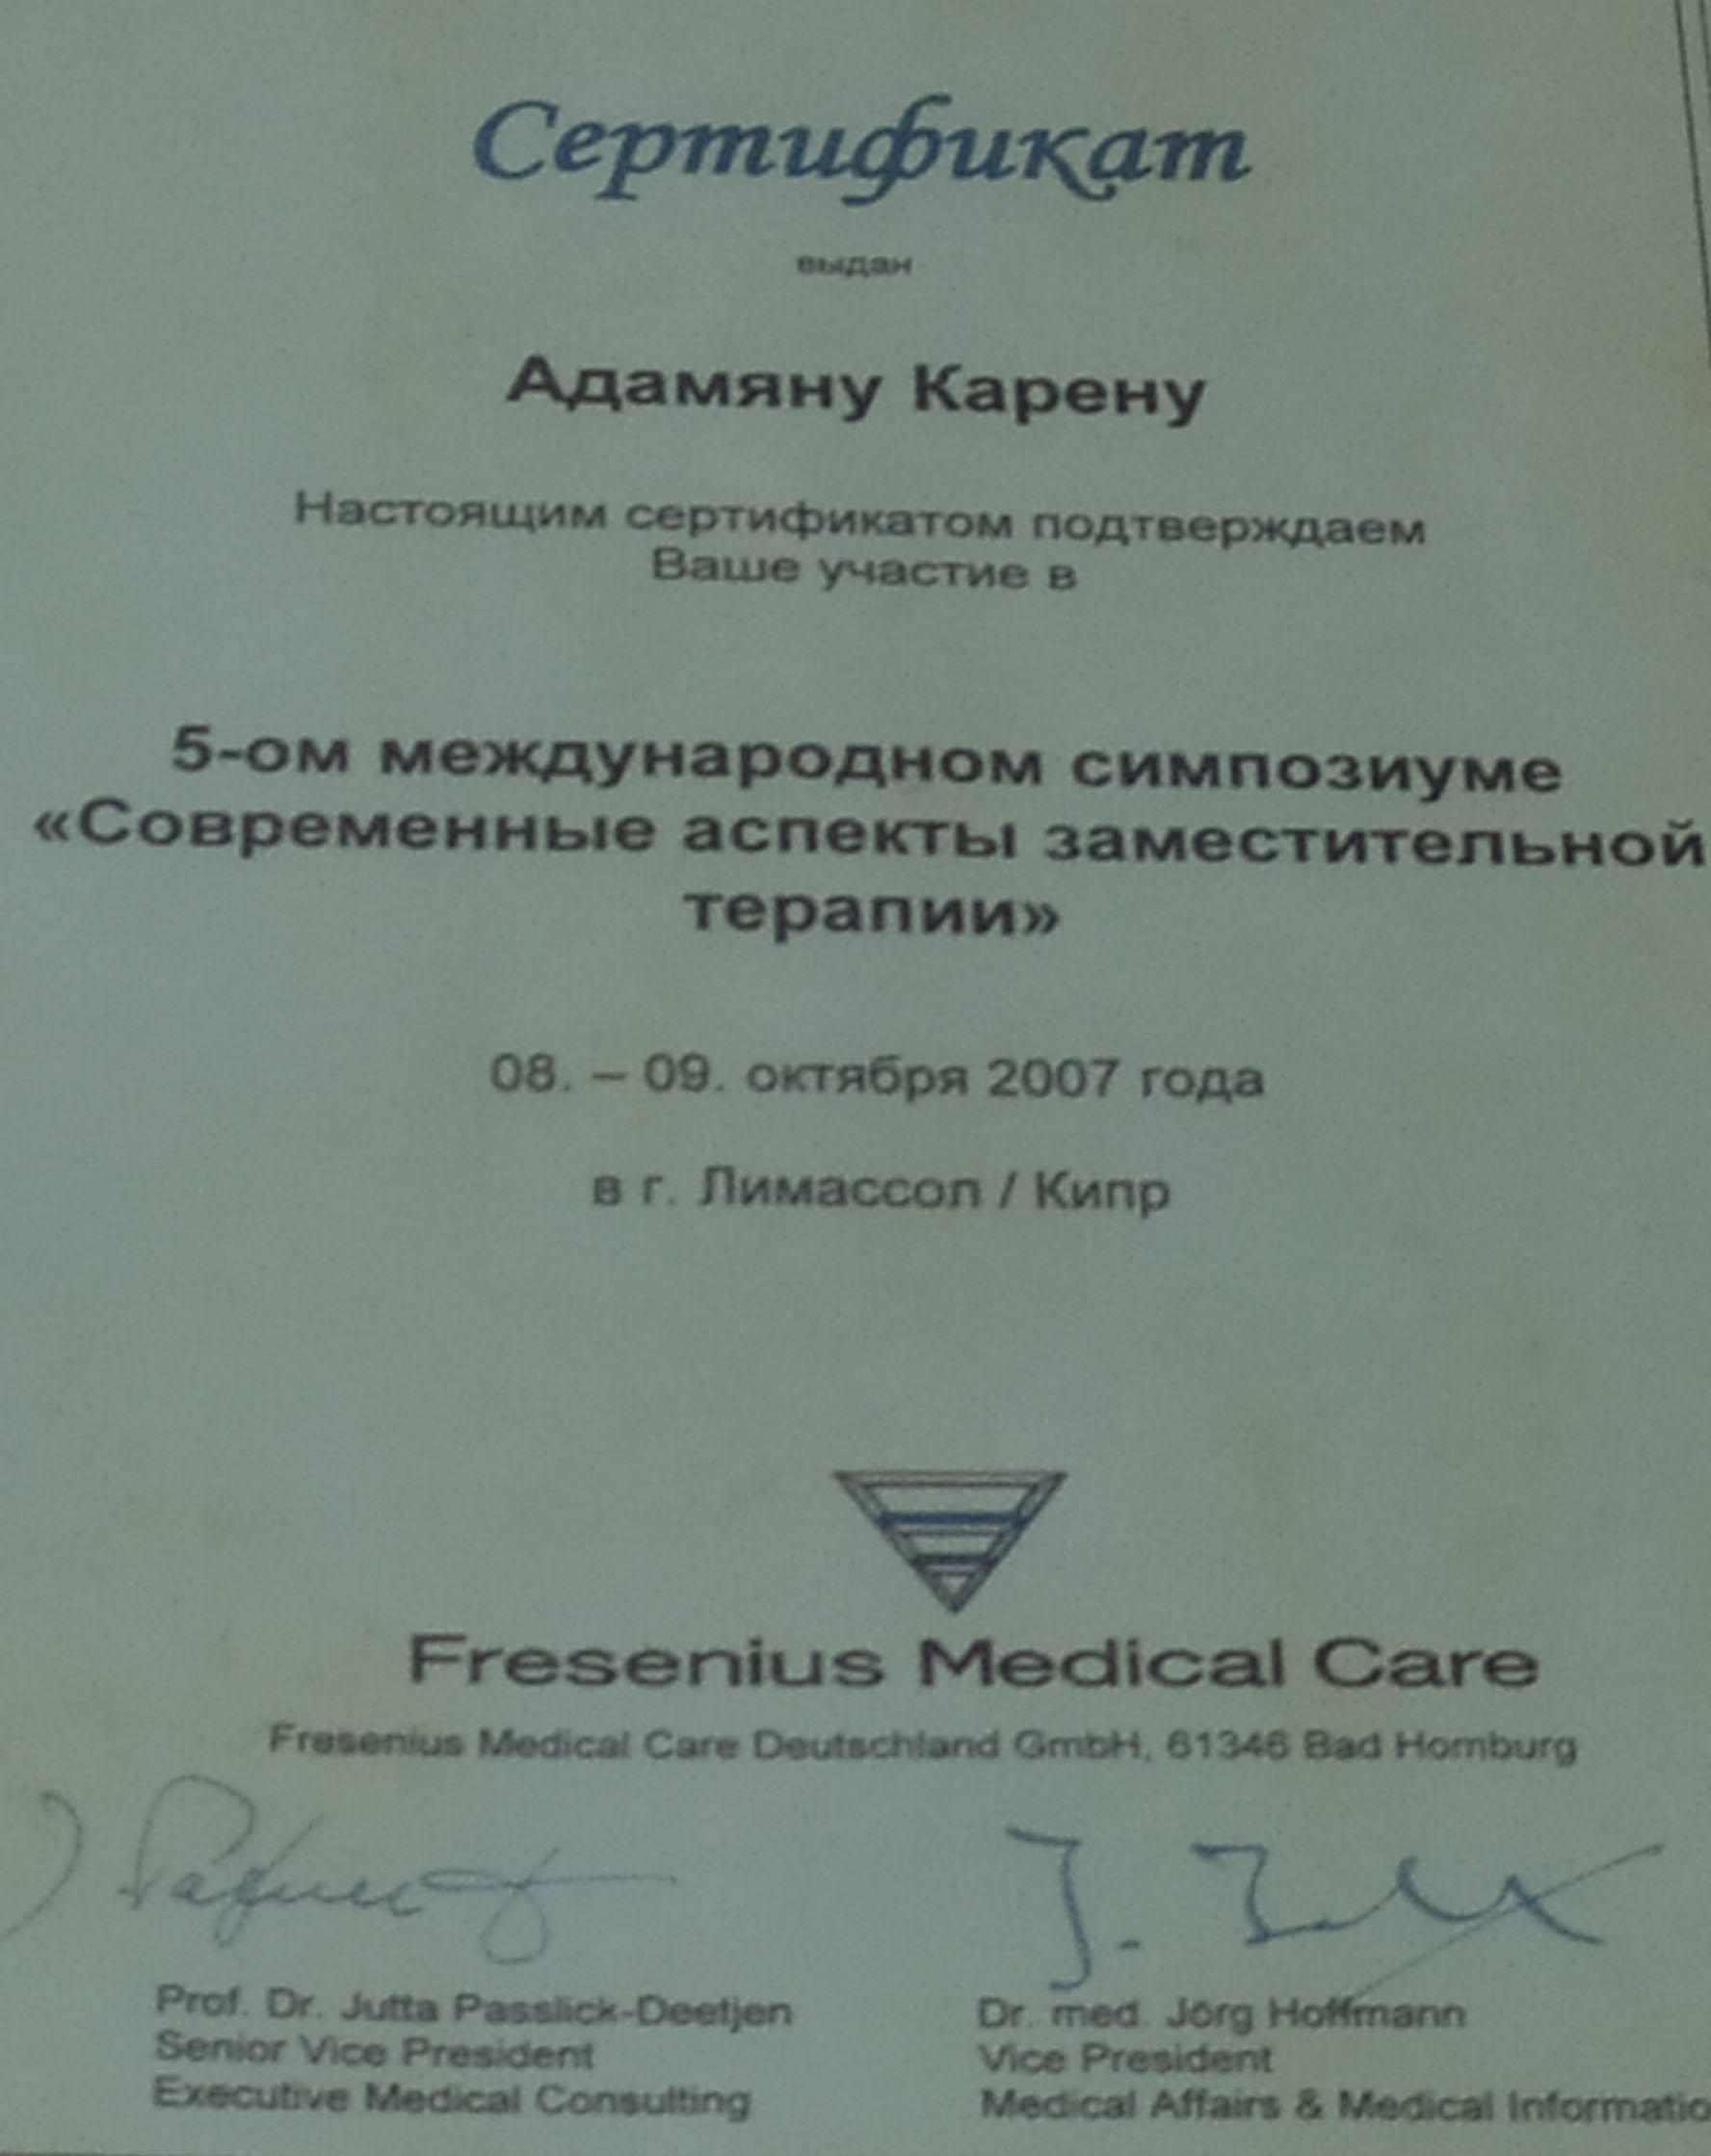 Сертификат
выдан
Адамяну Карену
Настоящим сертификатом подтверждаем
Ваше участие в
5-ом международном симпозиуме
«Современные аспекты заместительной
терапии»
08. – 09. октября 2007 года
в г. Лимассол / Кипр
Fresenius Medical Care
Fresenius Medical Care Deutschland GmbH, 61346 Bad Homburg
Prof. Dr. Jutta Passlick-Deetjen
Senior Vice President
Executive Medical Consulting
Dr. med. Jörg Hoffmann
Vice President
Medical Affairs & Medical Informatio